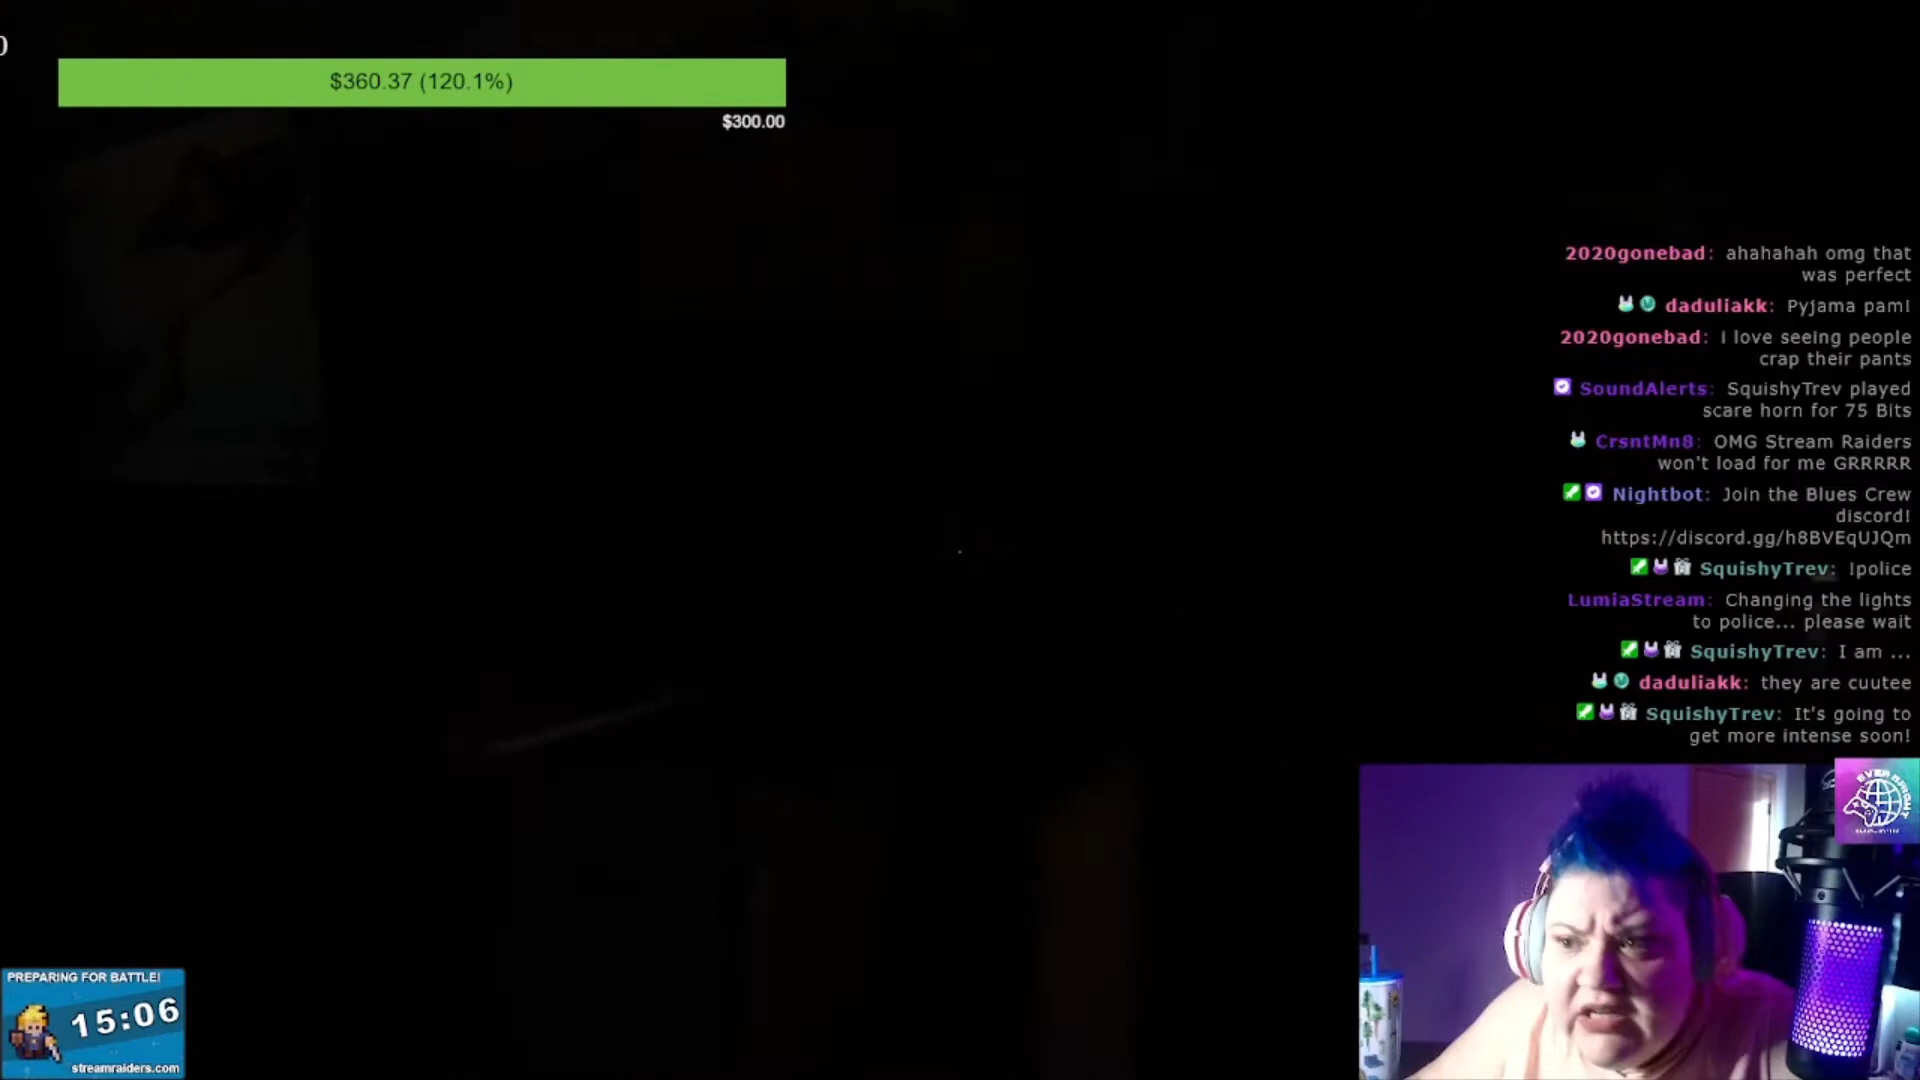 0
$360.37 (120.1%)
$300.00
2020gonebad: ahahahah omg that
was perfect
daduliakk: Pyjama pam!
2020gonebad: I love seeing people
crap their pants
SoundAlerts: SquishyTrev played
scare horn for 75 Bits
CrsntMn8: OMG Stream Raiders
won't load for me GRRRRR
Nightbot: Join the Blues Crew
discord!
https://discord.gg/h8BVEqUJQm
SquishyTrev: !police
LumiaStream: Changing the lights
to police... please wait
SquishyTrev: I am ...
daduliakk: they are cuutee
SquishyTrev: It's going to
get more intense soon!
PREPARING FOR BATTLE!
15:06
streamraiders.com